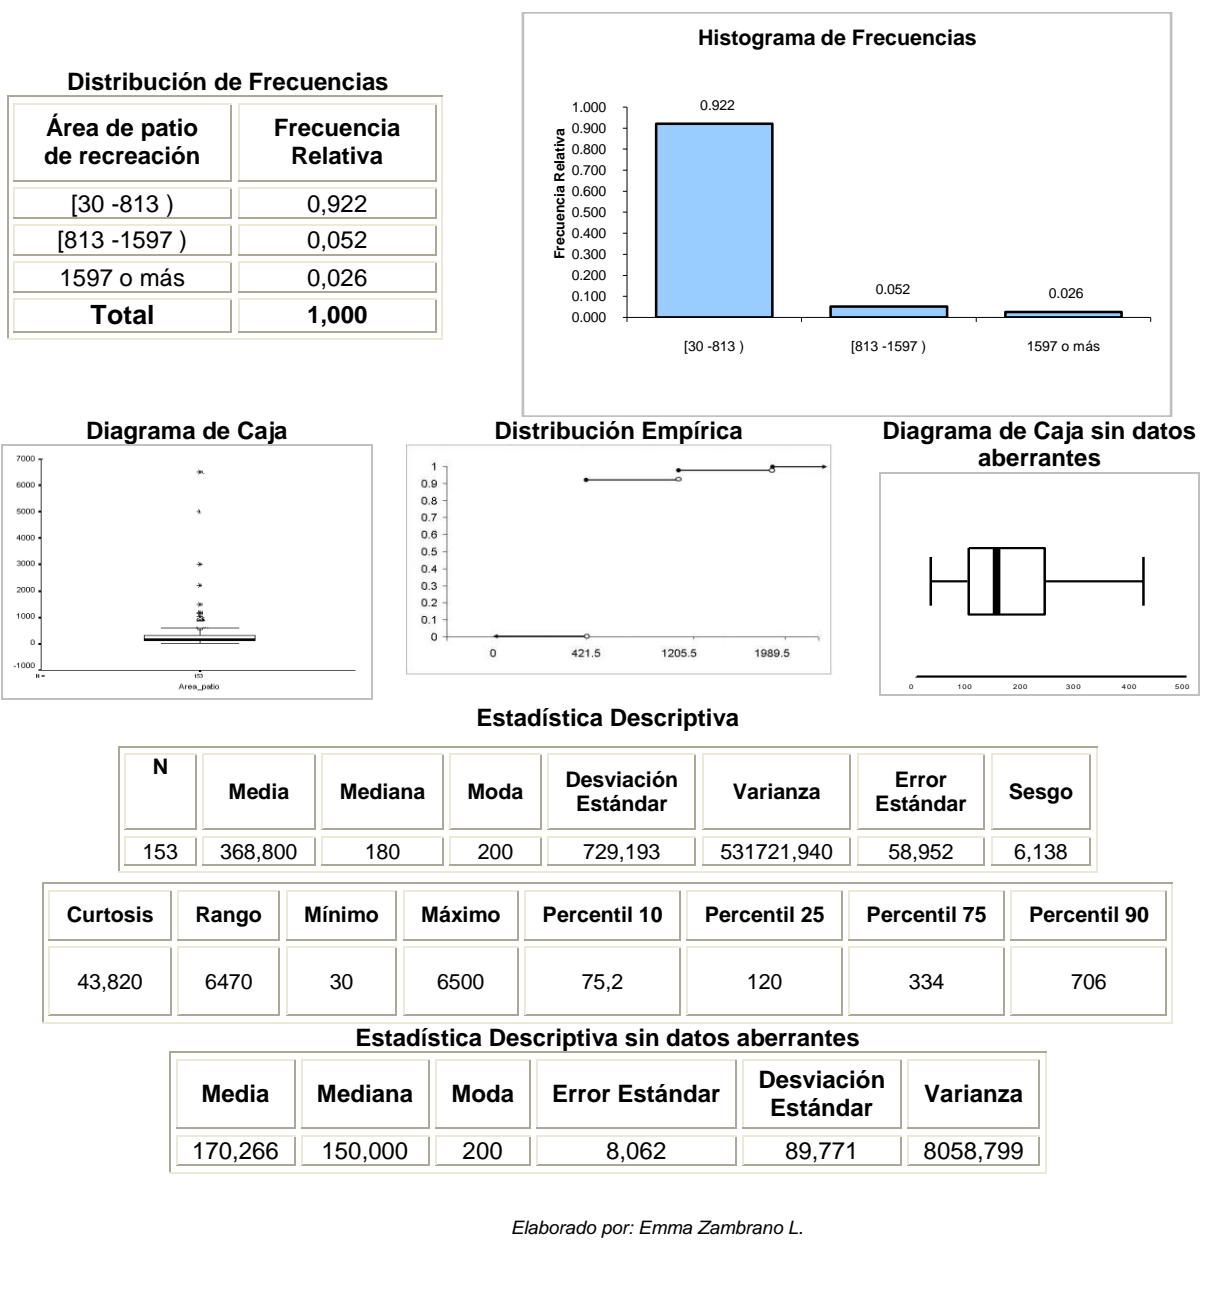 Histograma de Frecuencias
Distribución de Frecuencias
Área de patio de recreación Frecuencia Relativa
[30 -813 ) 0,922
[813 -1597 ) 0,052
1597 o más 0,026
Total 1,000
Frecuencia Relativa
1.000
0.900
0.800
0.700
0.600
0.500
0.400
0.300
0.200
0.100
0.000
0.922
0.052
0.026
[30 -813 ) [813 -1597 ) 1597 o más
Diagrama de Caja
7000
6000
5000
4000
3000
2000
1000
0
-1000
N =
153
Area_patio
Distribución Empírica
1
0.9
0.8
0.7
0.6
0.5
0.4
0.3
0.2
0.1
0
0 421.5 1205.5 1989.5
Diagrama de Caja sin datos
aberrantes
0 100 200 300 400 500
Estadística Descriptiva
N Media Mediana Moda Desviación Estándar Varianza Error Estándar Sesgo
153 368,800 180 200 729,193 531721,940 58,952 6,138
Curtosis Rango Mínimo Máximo Percentil 10 Percentil 25 Percentil 75 Percentil 90
43,820 6470 30 6500 75,2 120 334 706
Estadística Descriptiva sin datos aberrantes
Media Mediana Moda Error Estándar Desviación Estándar Varianza
170,266 150,000 200 8,062 89,771 8058,799
Elaborado por: Emma Zambrano L.